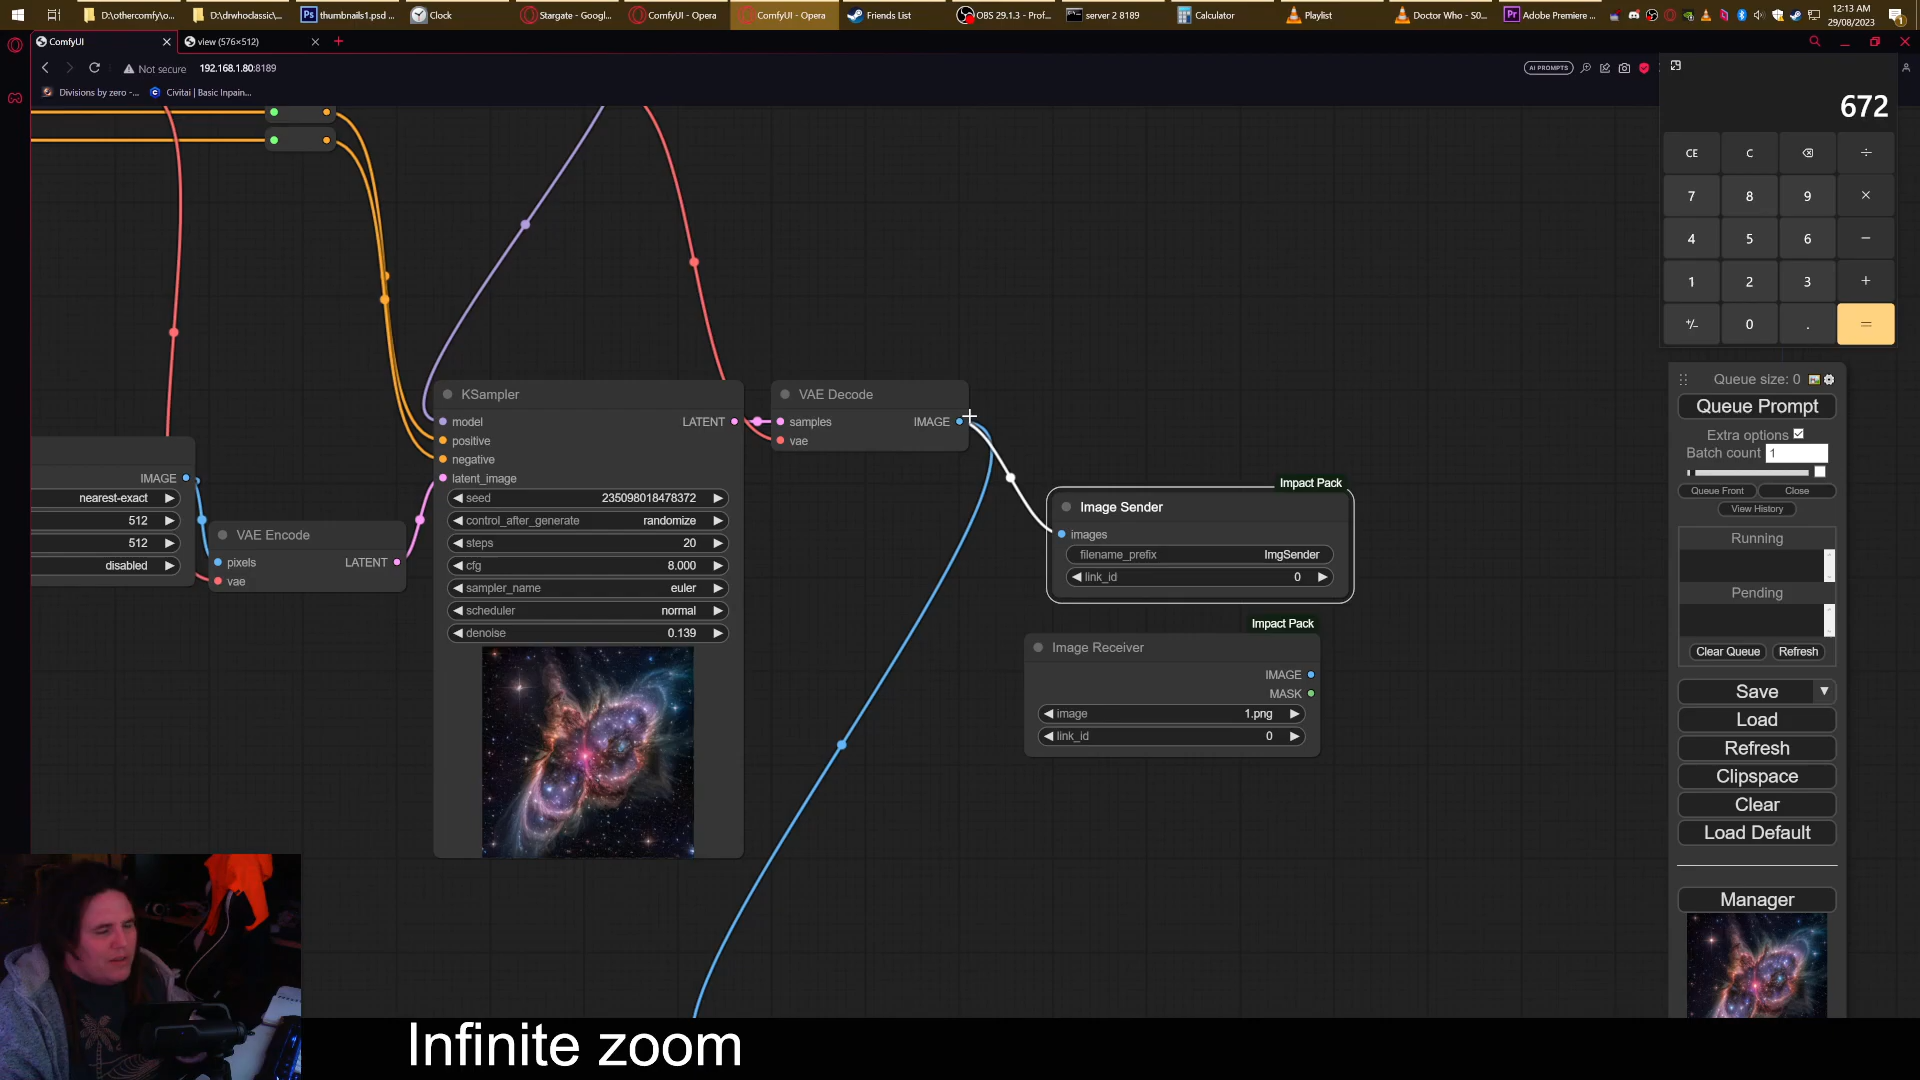 D:\othercomfy\o...
D:\drwhoclassic\...
thumbnails1.psd ...
Clock
Stargate - Googl...
ComfyUI - Opera
ComfyUI - Opera
Friends List
OBS 29.1.3 - Prof...
server 2 8189
Calculator
Playlist
Doctor Who - S0...
Adobe Premiere ...
12:13 AM
29/08/2023
ComfyUI
view (576×512)
Not secure
192.168.1.80:8189
AI PROMPTS
Divisions by zero -...
Civitai | Basic Inpain...
672
CE C ÷
7 8 9 ×
4 5 6 −
1 2 3 +
+/- 0 . =
IMAGE
nearest-exact
512
512
disabled
VAE Encode
pixels LATENT
vae
KSampler
model LATENT
positive
negative
latent_image
seed 235098018478372
control_after_generate randomize
steps 20
cfg 8.000
sampler_name euler
scheduler normal
denoise 0.139
VAE Decode
samples IMAGE
vae
Impact Pack
Image Sender
images
filename_prefix ImgSender
link_id 0
Impact Pack
Image Receiver
IMAGE
MASK
image 1.png
link_id 0
Queue size: 0
Queue Prompt
Extra options
Batch count 1
Queue Front Close
View History
Running
Pending
Clear Queue Refresh
Save
Load
Refresh
Clipspace
Clear
Load Default
Manager
Infinite zoom